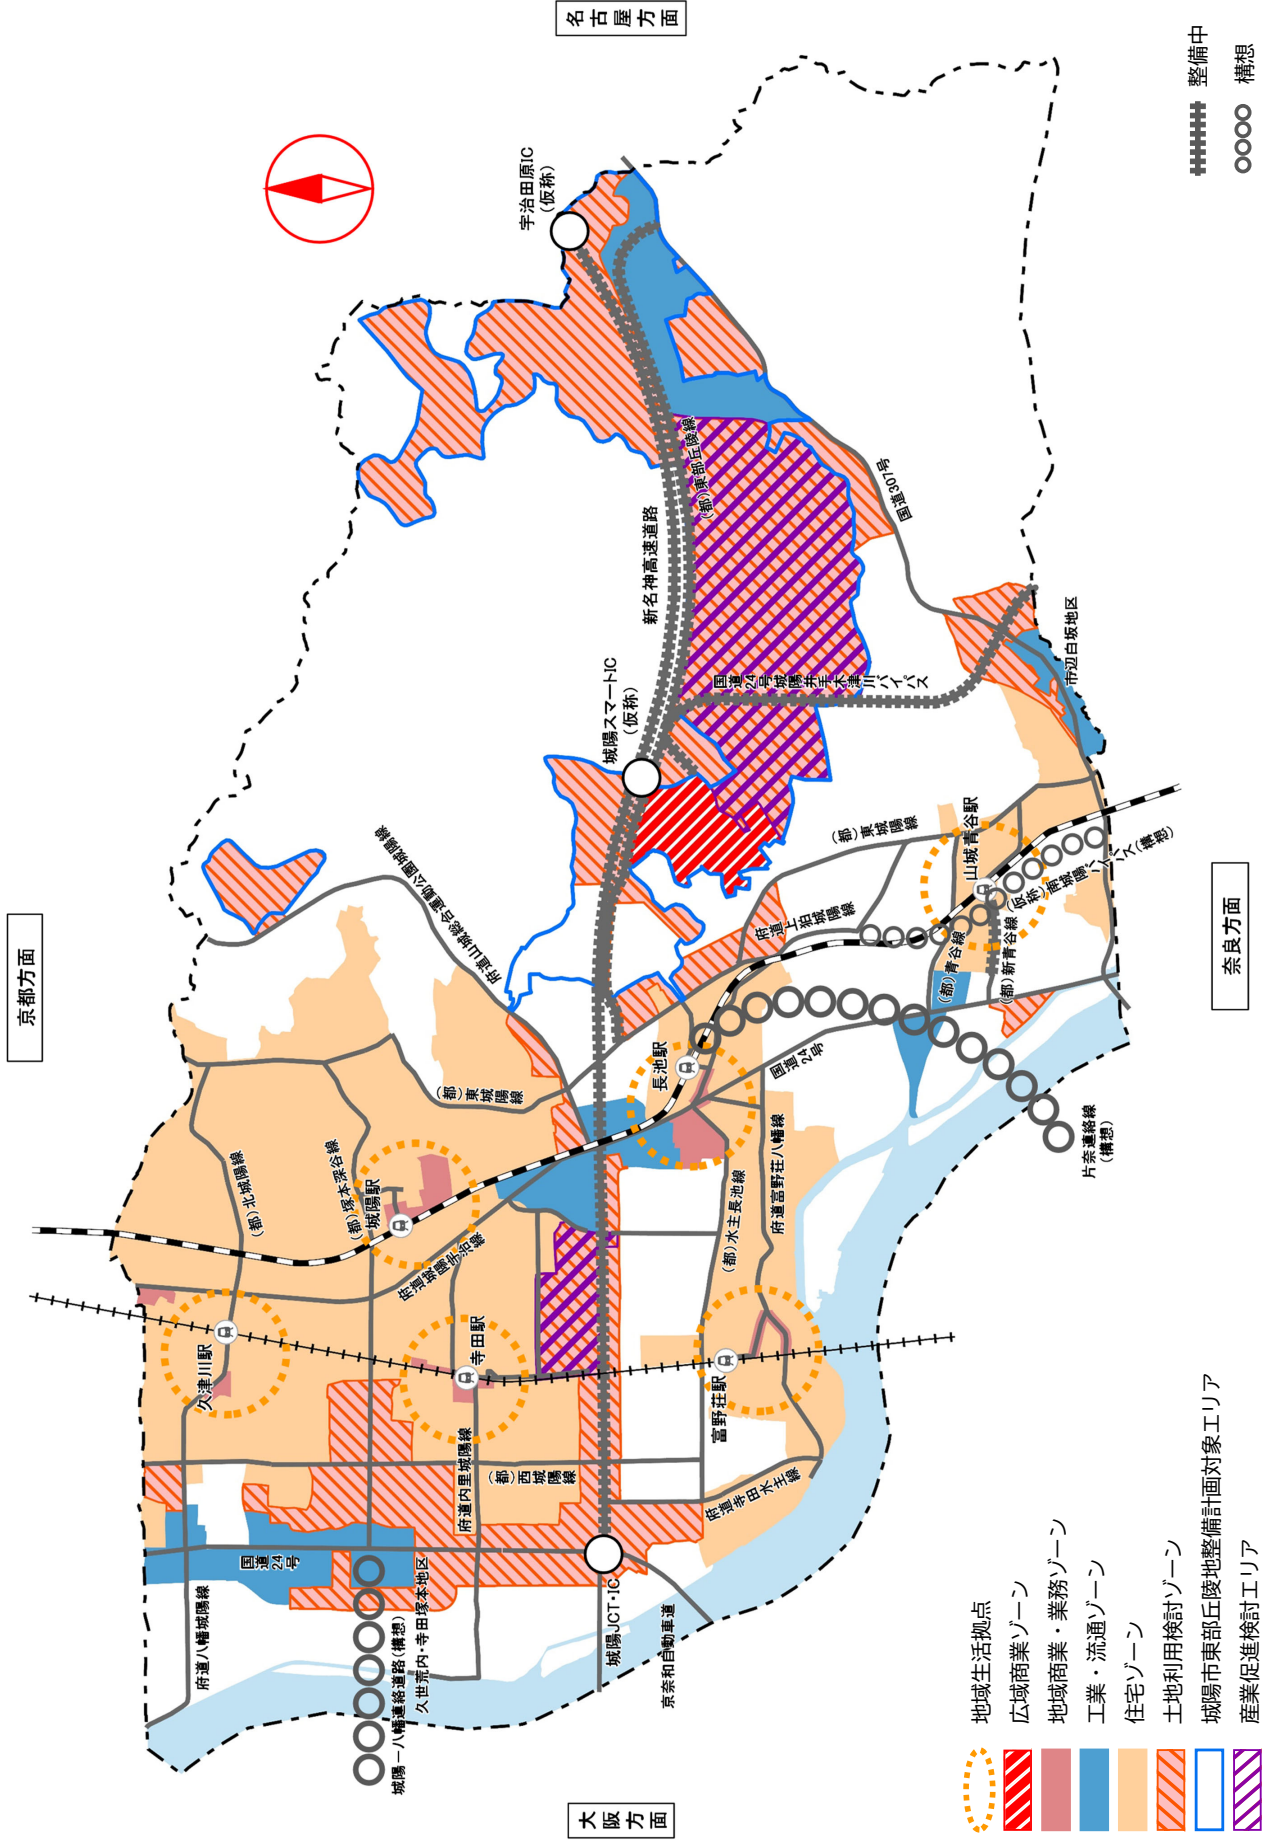 京都方面
名古屋方面
大阪方面
奈良方面
宇治田原IC
(仮称)
城陽スマートIC
(仮称)
新名神高速道路
(都)東部丘陵線
国道307号
国道24号城陽井手木津川バイパス
市辺白坂地区
府道山城総合運動公園城陽線
(都)東城陽線
山城青谷駅
府道上狛城陽線
(仮称)南城陽バイパス(構想)
(都)青谷線
(都)新青谷線
長池駅
国道24号
片奈連絡線
(構想)
(都)東城陽線
(都)北城陽線
(都)塚本深谷線
城陽駅
府道城陽宇治線
府道富野荘八幡線
(都)水主長池線
久津川駅
寺田駅
富野荘駅
府道内里城陽線
(都)西城陽線
府道寺田水主線
国道24号
府道八幡城陽線
城陽―八幡連絡道路(構想)
久世荒内・寺田塚本地区
城陽JCT・IC
京奈和自動車道
地域生活拠点
広域商業ゾーン
地域商業・業務ゾーン
工業・流通ゾーン
住宅ゾーン
土地利用検討ゾーン
城陽市東部丘陵地整備計画対象エリア
産業促進検討エリア
整備中
構想